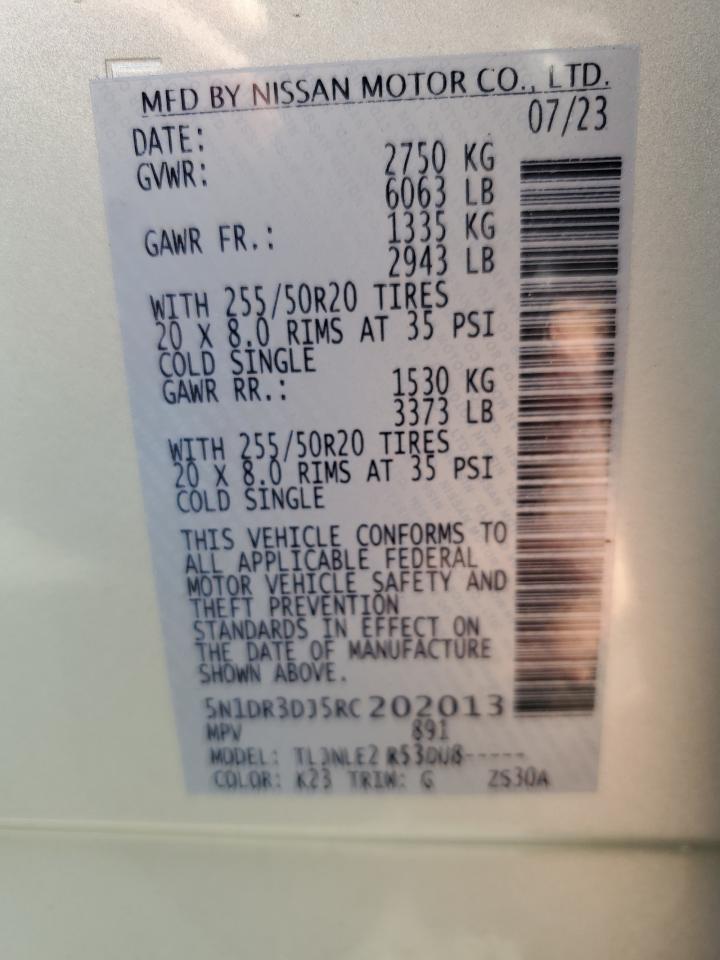 MFD BY NISSAN MOTOR CO., LTD.
DATE: 07/23
GVWR: 2750 KG
6063 LB
GAWR FR.: 1335 KG
2943 LB
WITH 255/50R20 TIRES
20 X 8.0 RIMS AT 35 PSI
COLD SINGLE
GAWR RR.: 1530 KG
3373 LB
WITH 255/50R20 TIRES
20 X 8.0 RIMS AT 35 PSI
COLD SINGLE
THIS VEHICLE CONFORMS TO
ALL APPLICABLE FEDERAL
MOTOR VEHICLE SAFETY AND
THEFT PREVENTION
STANDARDS IN EFFECT ON
THE DATE OF MANUFACTURE
SHOWN ABOVE.
5N1DR3DJ5RC202013
MPV 891
MODEL: TLJNLE2 R53DU8-----
COLOR: K23 TRIM: G ZS30A